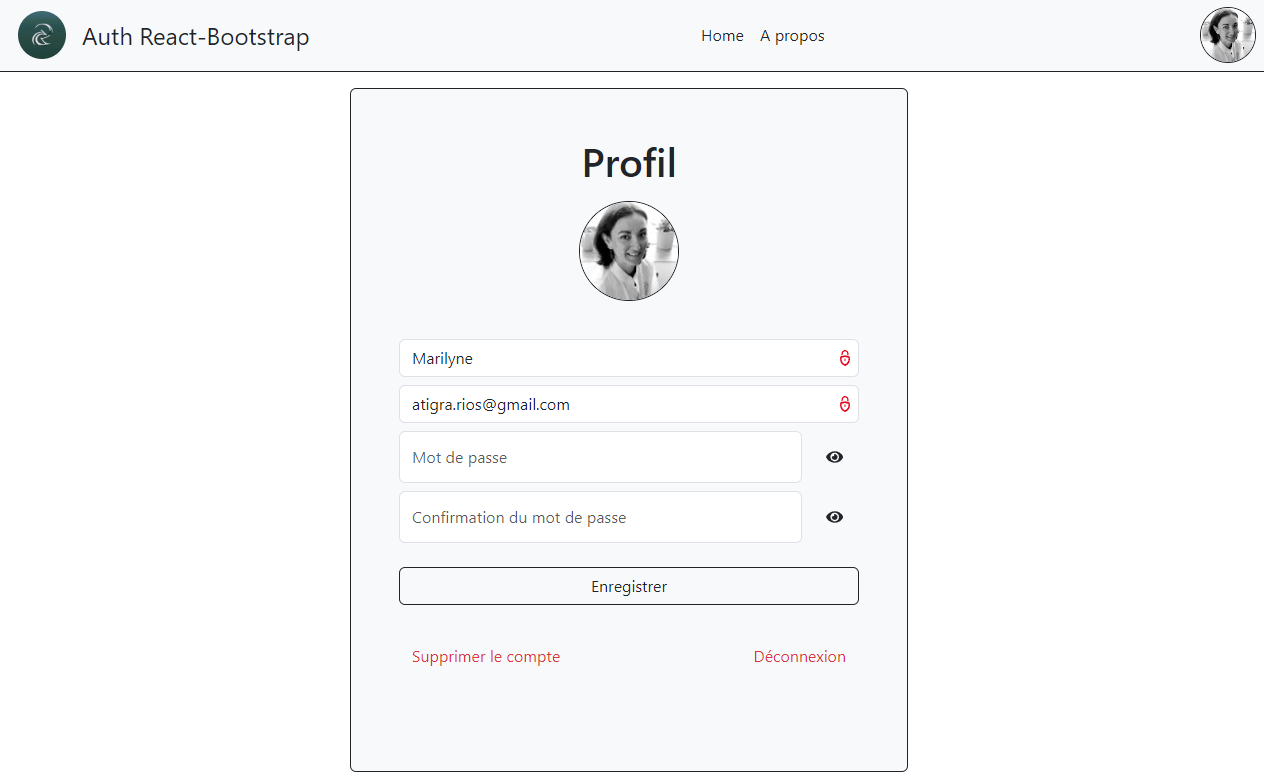 Auth React-Bootstrap
Home
A propos
Profil
Marilyne
atigra.rios@gmail.com
Mot de passe
Confirmation du mot de passe
Enregistrer
Supprimer le compte
Déconnexion